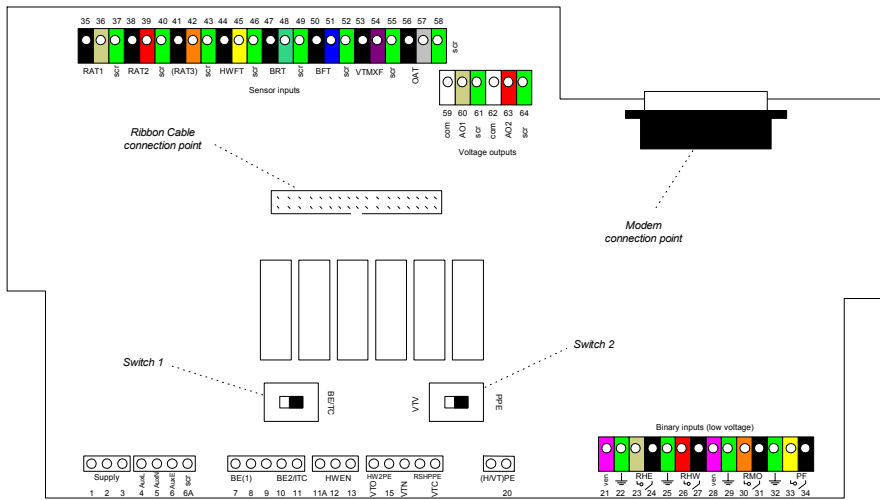 35 36 37 38 39 40 41 42 43 44 45 46 47 48 49 50 51 52 53 54 55 56 57 58
RAT1 scr RAT2 scr (RAT3) scr HWFT scr BRT scr BFT scr VTMXF scr OAT scr
Sensor inputs
59 60 61 62 63 64
com AO1 scr com AO2 scr
Voltage outputs
Ribbon Cable
connection point
Modem
connection point
Switch 1
Switch 2
BE/TC
ALV
PPE
Binary inputs (low voltage)
Supply
AuxL AuxN AuxE scr
1 2 3 4 5 6 6A
BE(1) BE2/ITC
7 8 9 10 11
HWEN
11A 12 13
HW2PE RSHPPE
VTO 15 VTN VTC
(H/VT)PE
20
ven RHE RHW ven RMO PF
21 22 23 24 25 26 27 28 29 30 31 32 33 34